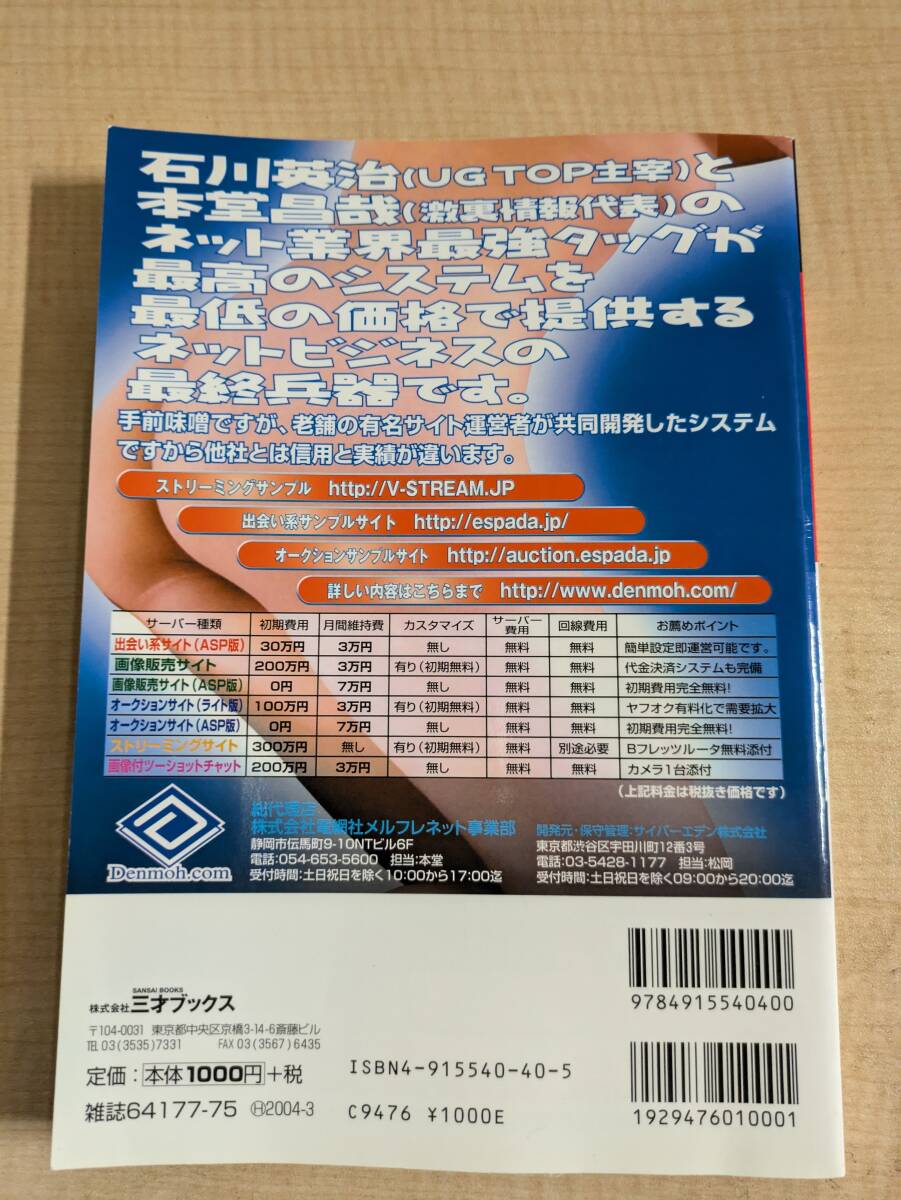 石川英治(UG TOP主宰)と
本堂昌哉(激裏情報代表)の
ネット業界最強タッグが
最高のシステムを
最低の価格で提供する
ネットビジネスの
最終兵器です。
手前味噌ですが、老舗の有名サイト運営者が共同開発したシステム
ですから他社とは信用と実績が違います。
ストリーミングサンプル http://V-STREAM.JP
出会い系サンプルサイト http://espada.jp/
オークションサンプルサイト http://auction.espada.jp
詳しい内容はこちらまで http://www.denmoh.com/
サーバー種類 初期費用 月間維持費 カスタマイズ サーバー費用 回線費用 お薦めポイント
出会い系サイト(ASP版) 30万円 3万円 無し 無料 無料 簡単設定即運営可能です。
画像販売サイト 200万円 3万円 有り(初期無料) 無料 無料 代金決済システムも完備
画像販売サイト(ASP版) 0円 7万円 無し 無料 無料 初期費用完全無料!
オークションサイト(ライト版) 100万円 3万円 有り(初期無料) 無料 無料 ヤフオク有料化で需要拡大
オークションサイト(ASP版) 0円 7万円 無し 無料 無料 初期費用完全無料!
ストリーミングサイト 300万円 無し 有り(初期無料) 無料 別途必要 Bフレッツルータ無料添付
画像付ツーショットチャット 200万円 3万円 無し 無料 無料 カメラ1台添付
(上記料金は税抜き価格です)
Denmoh.com
総代理店
株式会社電網社メルフレネット事業部
静岡市伝馬町9-10NTビル6F
電話:054-653-5600 担当:本堂
受付時間:土日祝日を除く10:00から17:00迄
開発元・保守管理:サイバーエデン株式会社
東京都渋谷区宇田川町12番3号
電話:03-5428-1177 担当:松岡
受付時間:土日祝日を除く09:00から20:00迄
SANSAI BOOKS
株式会社三才ブックス
〒104-0031 東京都中央区京橋3-14-6斎藤ビル
TEL 03(3535)7331 FAX 03(3567)6435
定価:本体1000円+税
雑誌64177-75 Ⓗ2004-3
ISBN4-915540-40-5
C9476 ¥1000E
9784915540400
1929476010001